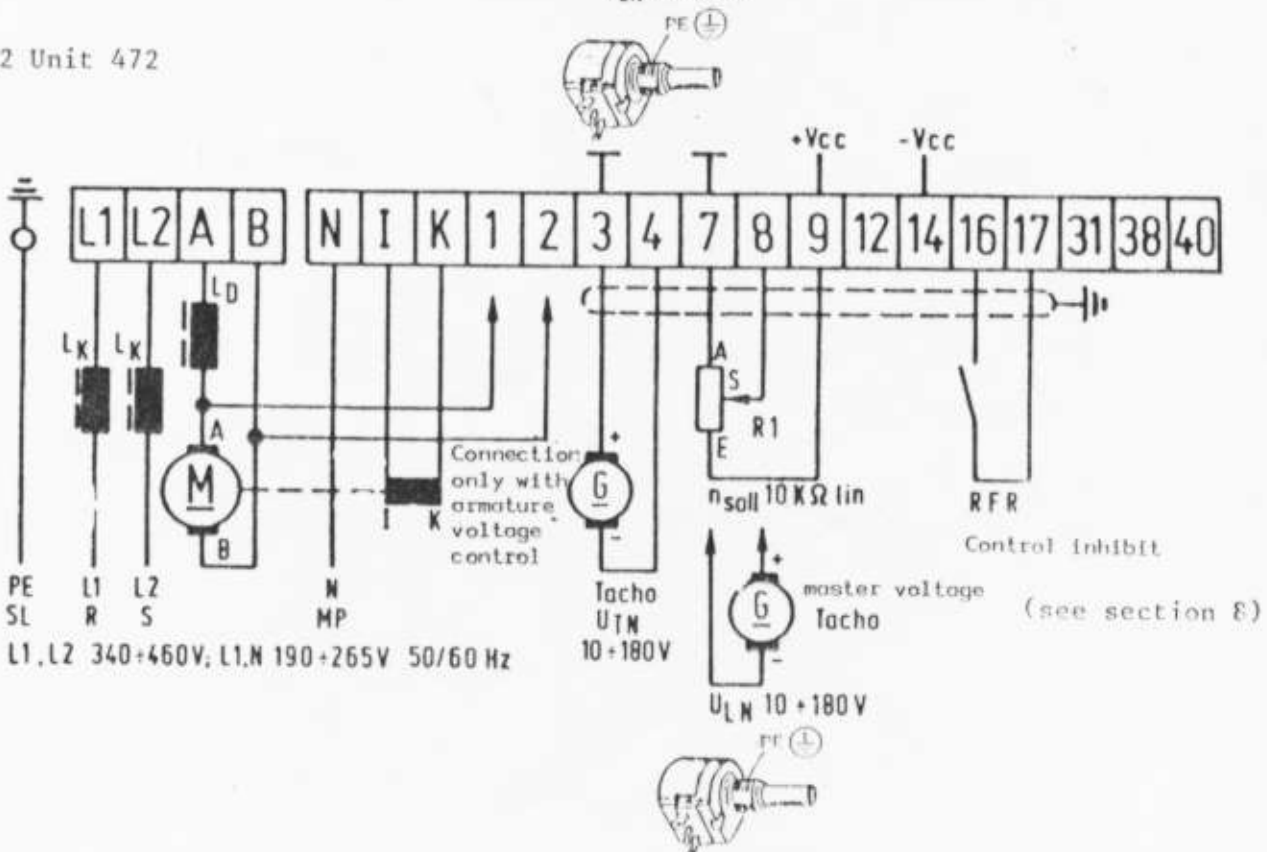 PE
2 Unit 472
+Vcc -Vcc
L1 L2 A B N I K 1 2 3 4 7 8 9 12 14 16 17 31 38 40
LD
LK LK
A
S
R1
E
A
M
B
I K
Connection
only with
armature
voltage
control
+
G
-
nsoll 10 KΩ lin
RFR
Control inhibit
PE L1 L2 N
SL R S MP
Tacho
UTN
10÷180V
+
G
-
master voltage
Tacho
(see section 8)
L1,L2 340÷460V; L1,N 190÷265V 50/60 Hz
ULN 10÷180V
PE